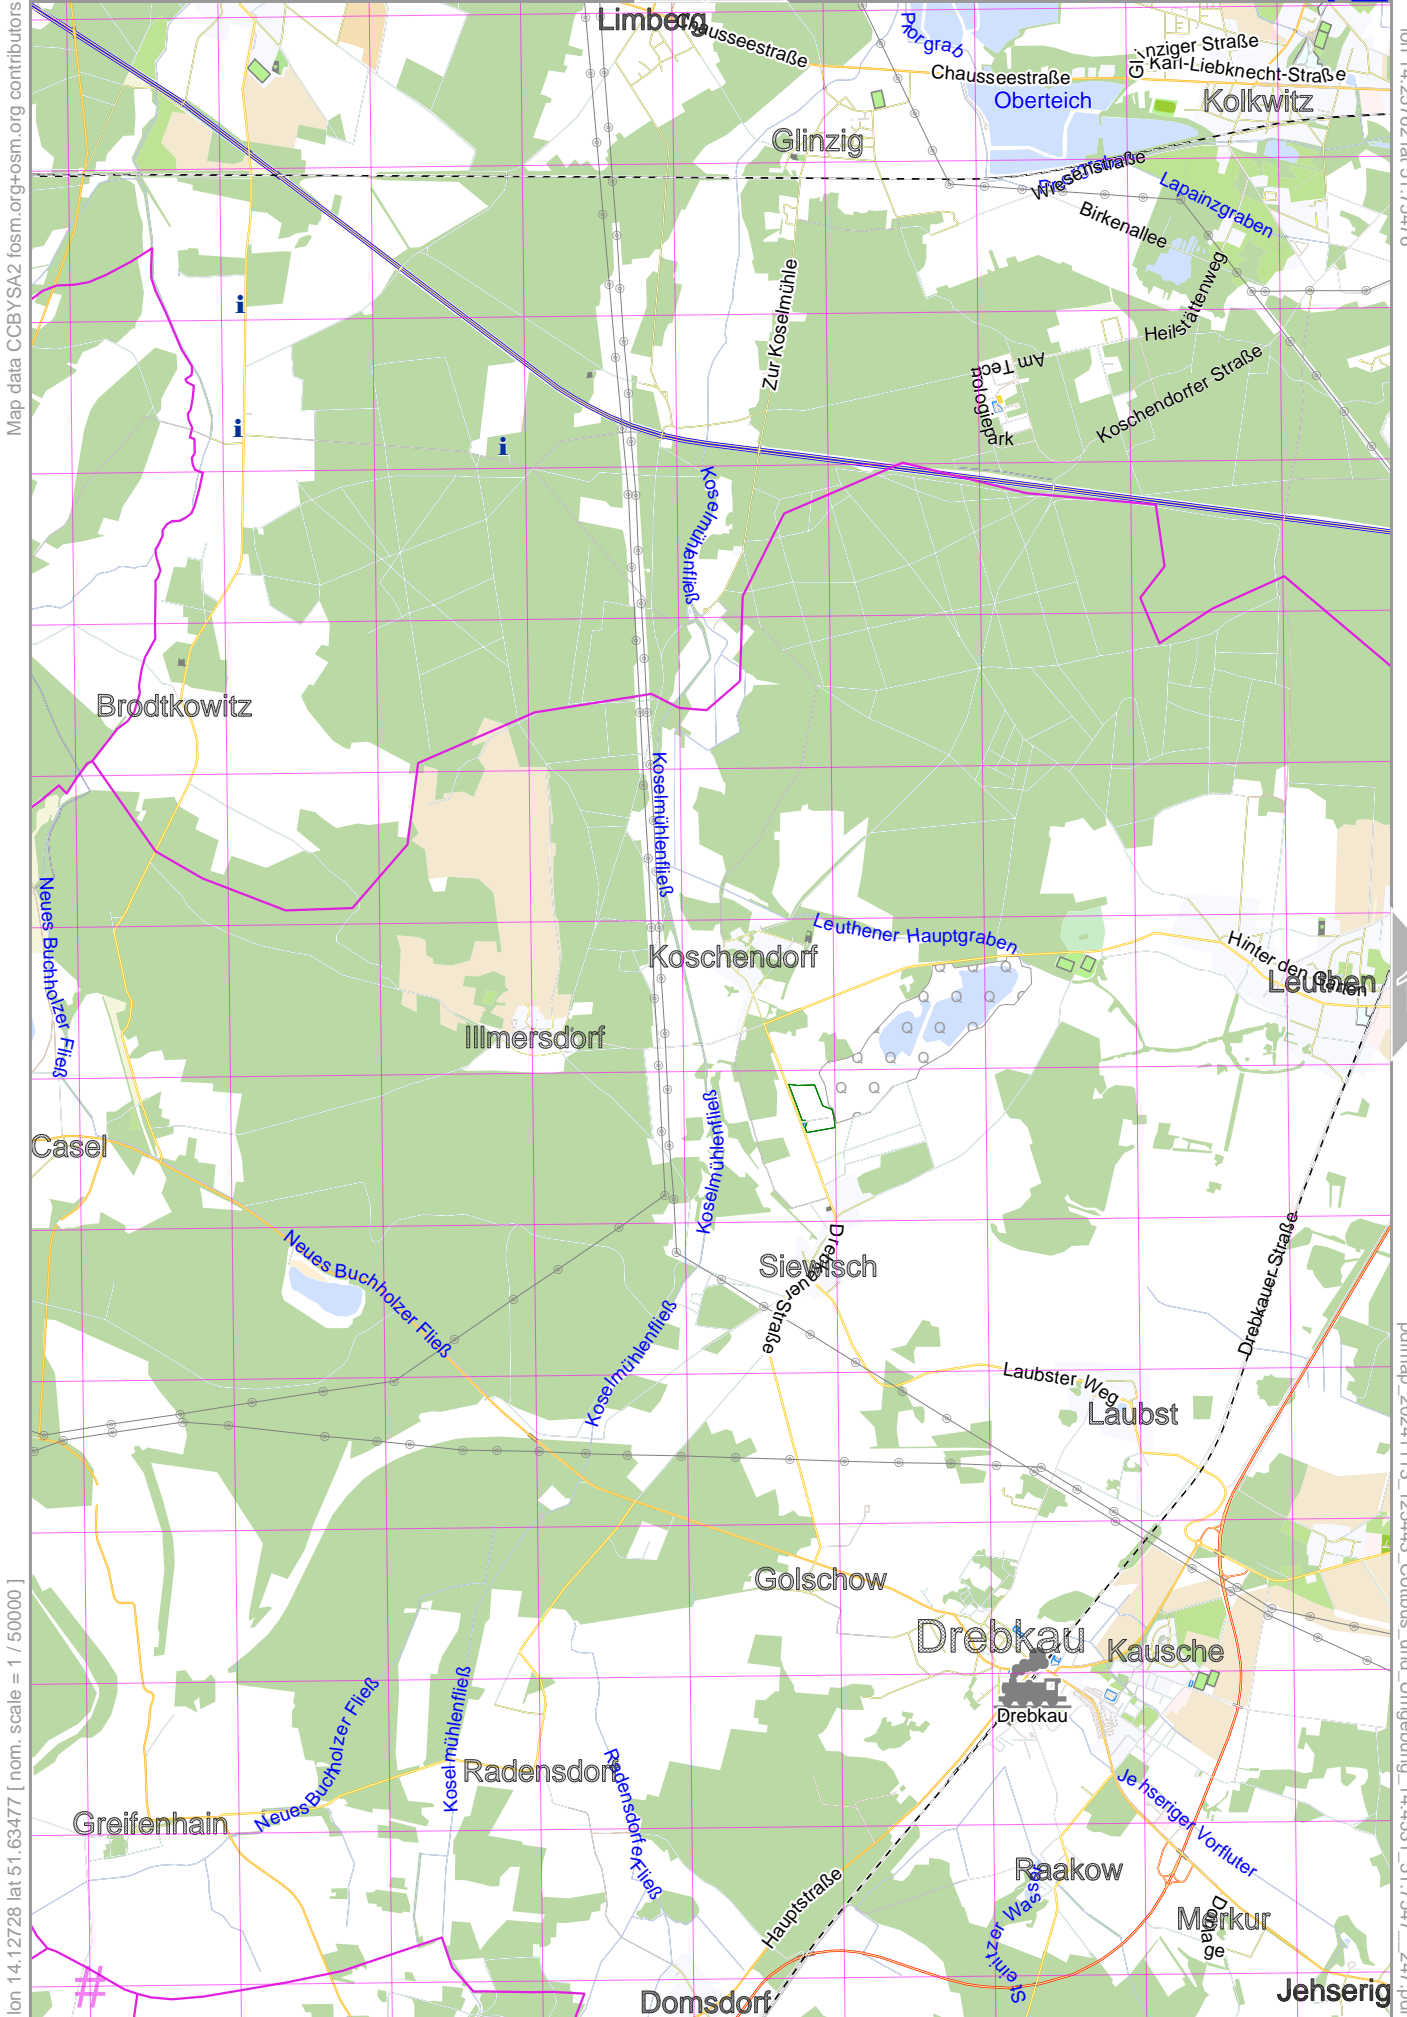 Limberg
Chausseestraße
Chausseestraße
Oberteich
Karl-Liebknecht-Straße
Kolkwitz
Glinzig
Wiesenstraße
Birkenallee
Lapainzgraben
Zur Koselmühle
Heilstättenweg
Am Technologiepark
Koschendorfer Straße
i
i
i
Koselmühlenfließ
Brodtkowitz
Koselmühlenfließ
Neues Buchholzer Fließ
Leuthener Hauptgraben
Koschendorf
Hinter den Gärten
Leuthen
Illmersdorf
Koselmühlenfließ
Casel
Neues Buchholzer Fließ
Siewisch
Drebkauer Straße
Drebkauer Straße
Koselmühlenfließ
Laubster Weg
Laubst
Golschow
Drebkau
Kausche
Drebkau
Neues Buchholzer Fließ
Koselmühlenfließ
Radensdorf
Radensdorfer Fließ
Greifenhain
Jehseriger Vorfluter
Raakow
Steinitzer Wasser
Hauptstraße
Merkur
Domsdorf
Jehserig
#
Map data CCBYSA2 fosm.org+osm.org contributors
lon 14.12728 lat 51.63477 [ nom. scale = 1 / 50000 ]